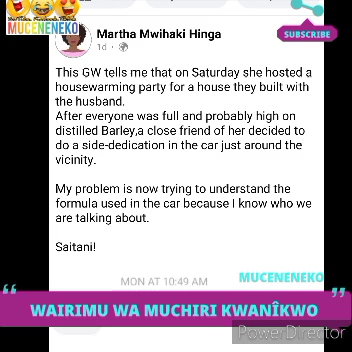 MUCENENEKO
SUBSCRIBE
Martha Mwihaki Hinga
1d
This GW tells me that on Saturday she hosted a
housewarming party for a house they built with
the husband.
After everyone was full and probably high on
distilled Barley,a close friend of her decided to
do a side-dedication in the car just around the
vicinity.
My problem is now trying to understand the
formula used in the car because I know who we
are talking about.
Saitani!
MON AT 10:49 AM
MUCENENEKO
“ WAIRIMU WA MUCHIRI KWANÎKWO ”
PowerDirector